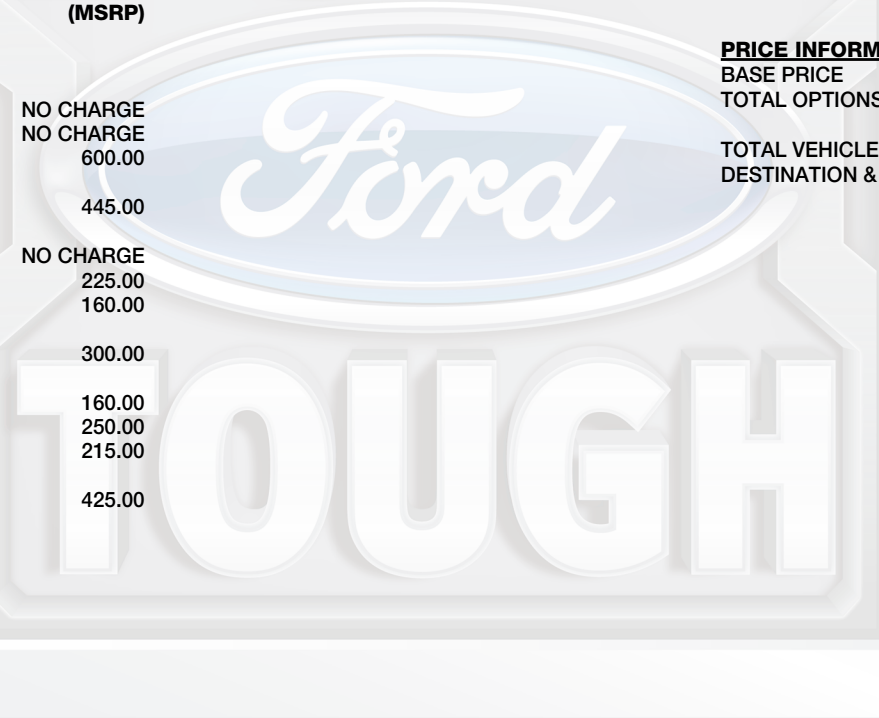 (MSRP)
NO CHARGE
NO CHARGE
600.00
445.00
NO CHARGE
225.00
160.00
300.00
160.00
250.00
215.00
425.00
PRICE INFORM
BASE PRICE
TOTAL OPTIONS
TOTAL VEHICLE
DESTINATION &
Ford
TOUGH